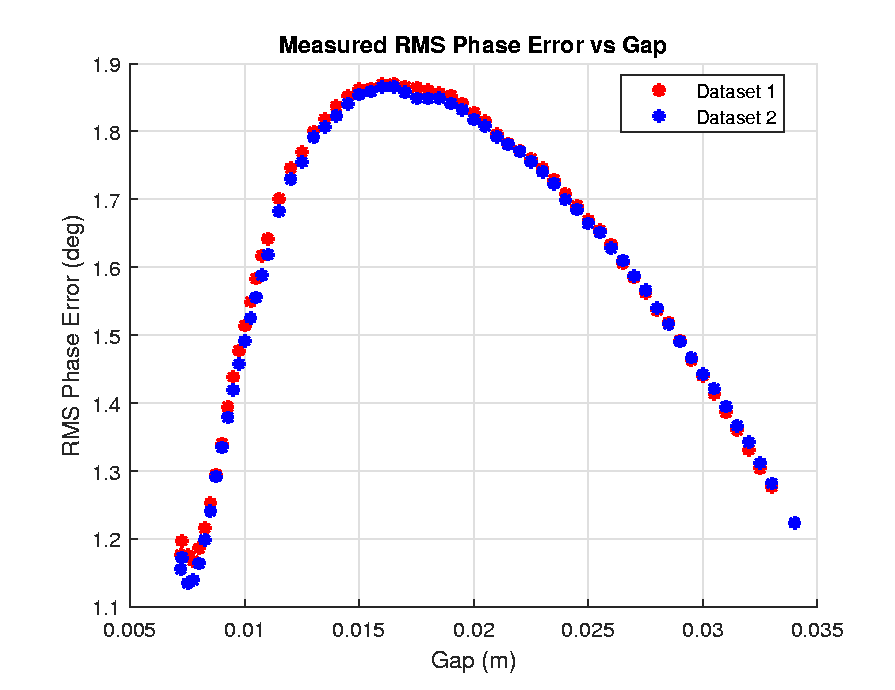 Measured RMS Phase Error vs Gap
Dataset 1
Dataset 2
RMS Phase Error (deg)
1.9
1.8
1.7
1.6
1.5
1.4
1.3
1.2
1.1
0.005 0.01 0.015 0.02 0.025 0.03 0.035
Gap (m)